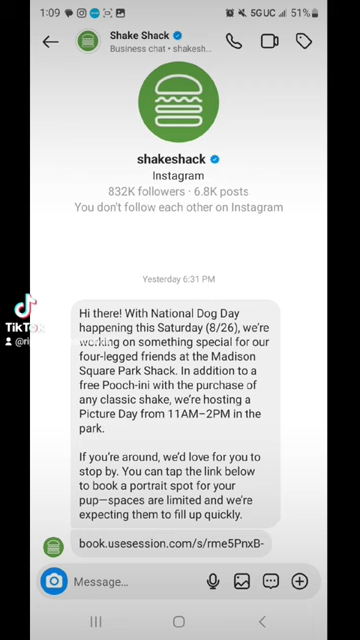 1:09
5G UC 51%
Shake Shack
Business chat • shakesh...
shakeshack
Instagram
832K followers · 6.8K posts
You don't follow each other on Instagram
Yesterday 6:31 PM
Hi there! With National Dog Day
happening this Saturday (8/26), we're
working on something special for our
four-legged friends at the Madison
Square Park Shack. In addition to a
free Pooch-ini with the purchase of
any classic shake, we're hosting a
Picture Day from 11AM–2PM in the
park.
If you're around, we'd love for you to
stop by. You can tap the link below
to book a portrait spot for your
pup—spaces are limited and we're
expecting them to fill up quickly.
book.usesession.com/s/rme5PnxB-
Message...
TikTok